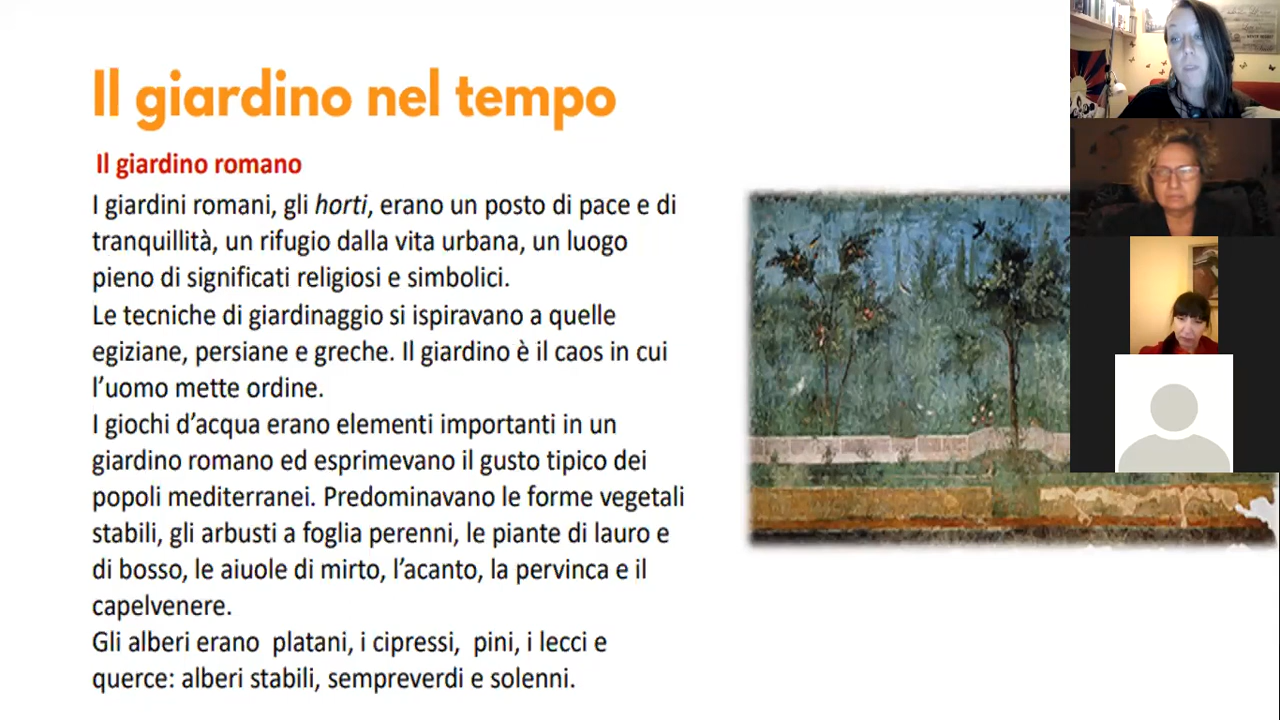 Il giardino nel tempo
Il giardino romano
I giardini romani, gli horti, erano un posto di pace e di
tranquillità, un rifugio dalla vita urbana, un luogo
pieno di significati religiosi e simbolici.
Le tecniche di giardinaggio si ispiravano a quelle
egiziane, persiane e greche. Il giardino è il caos in cui
l’uomo mette ordine.
I giochi d’acqua erano elementi importanti in un
giardino romano ed esprimevano il gusto tipico dei
popoli mediterranei. Predominavano le forme vegetali
stabili, gli arbusti a foglia perenni, le piante di lauro e
di bosso, le aiuole di mirto, l’acanto, la pervinca e il
capelvenere.
Gli alberi erano  platani, i cipressi,  pini, i lecci e
querce: alberi stabili, sempreverdi e solenni.